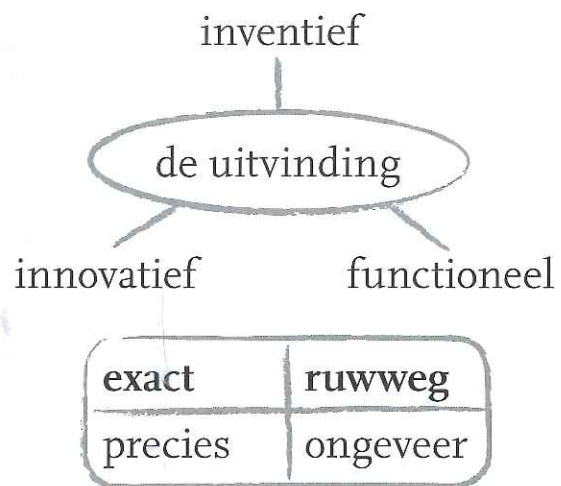 inventief
de uitvinding
innovatief functioneel
exact ruwweg
precies ongeveer